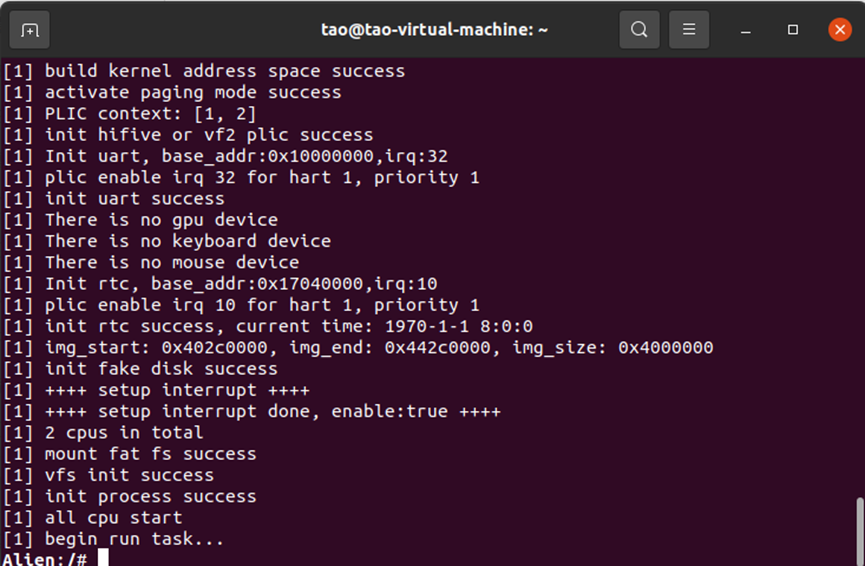 tao@tao-virtual-machine: ~
[1] build kernel address space success
[1] activate paging mode success
[1] PLIC context: [1, 2]
[1] init hifive or vf2 plic success
[1] Init uart, base_addr:0x10000000,irq:32
[1] plic enable irq 32 for hart 1, priority 1
[1] init uart success
[1] There is no gpu device
[1] There is no keyboard device
[1] There is no mouse device
[1] Init rtc, base_addr:0x17040000,irq:10
[1] plic enable irq 10 for hart 1, priority 1
[1] init rtc success, current time: 1970-1-1 8:0:0
[1] img_start: 0x402c0000, img_end: 0x442c0000, img_size: 0x4000000
[1] init fake disk success
[1] ++++ setup interrupt ++++
[1] ++++ setup interrupt done, enable:true ++++
[1] 2 cpus in total
[1] mount fat fs success
[1] vfs init success
[1] init process success
[1] all cpu start
[1] begin run task...
Alien:/#